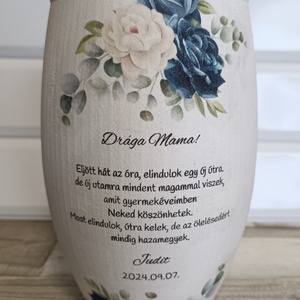 Drága Mama!
Eljött hát az óra, elindulok egy új útra.
de új utamra mindent magammal viszek,
amit gyermekéveimben
Neked köszönhetek.
Most elindulok, útra kelek, de az ölelésedért
mindig hazamegyek.
Judit
2024.09.07.